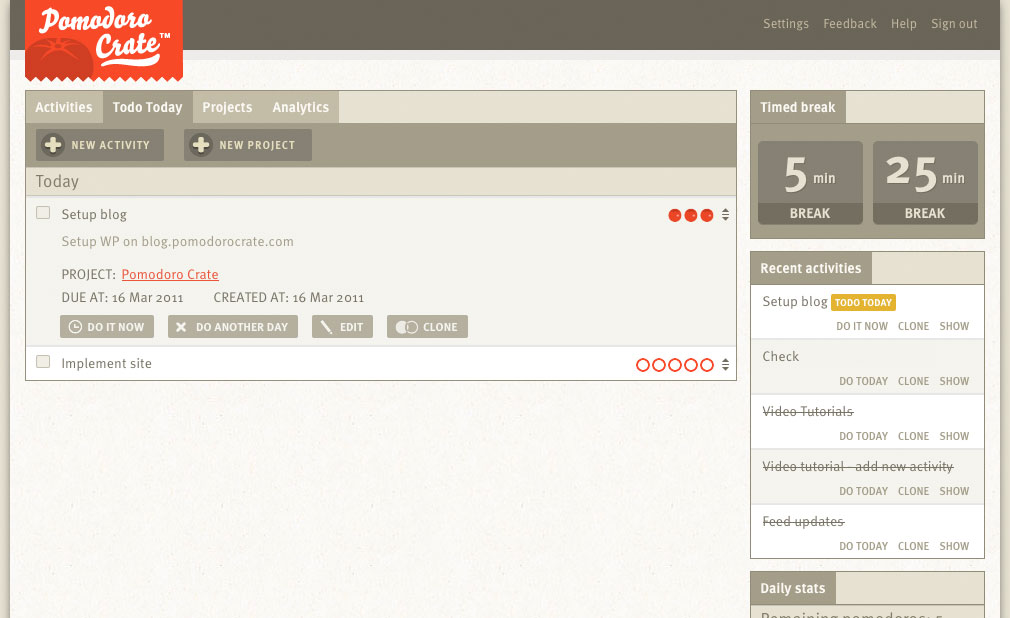 Pomodoro
Crate™
Settings Feedback Help Sign out
Activities Todo Today Projects Analytics
NEW ACTIVITY NEW PROJECT
Today
Setup blog
Setup WP on blog.pomodorocrate.com
PROJECT: Pomodoro Crate
DUE AT: 16 Mar 2011 CREATED AT: 16 Mar 2011
DO IT NOW DO ANOTHER DAY EDIT CLONE
Implement site
Timed break
5 min 25 min
BREAK BREAK
Recent activities
Setup blog TODO TODAY
DO IT NOW CLONE SHOW
Check
DO TODAY CLONE SHOW
Video Tutorials
DO TODAY CLONE SHOW
Video tutorial - add new activity
DO TODAY CLONE SHOW
Feed updates
DO TODAY CLONE SHOW
Daily stats
Remaining pomodoros: 5